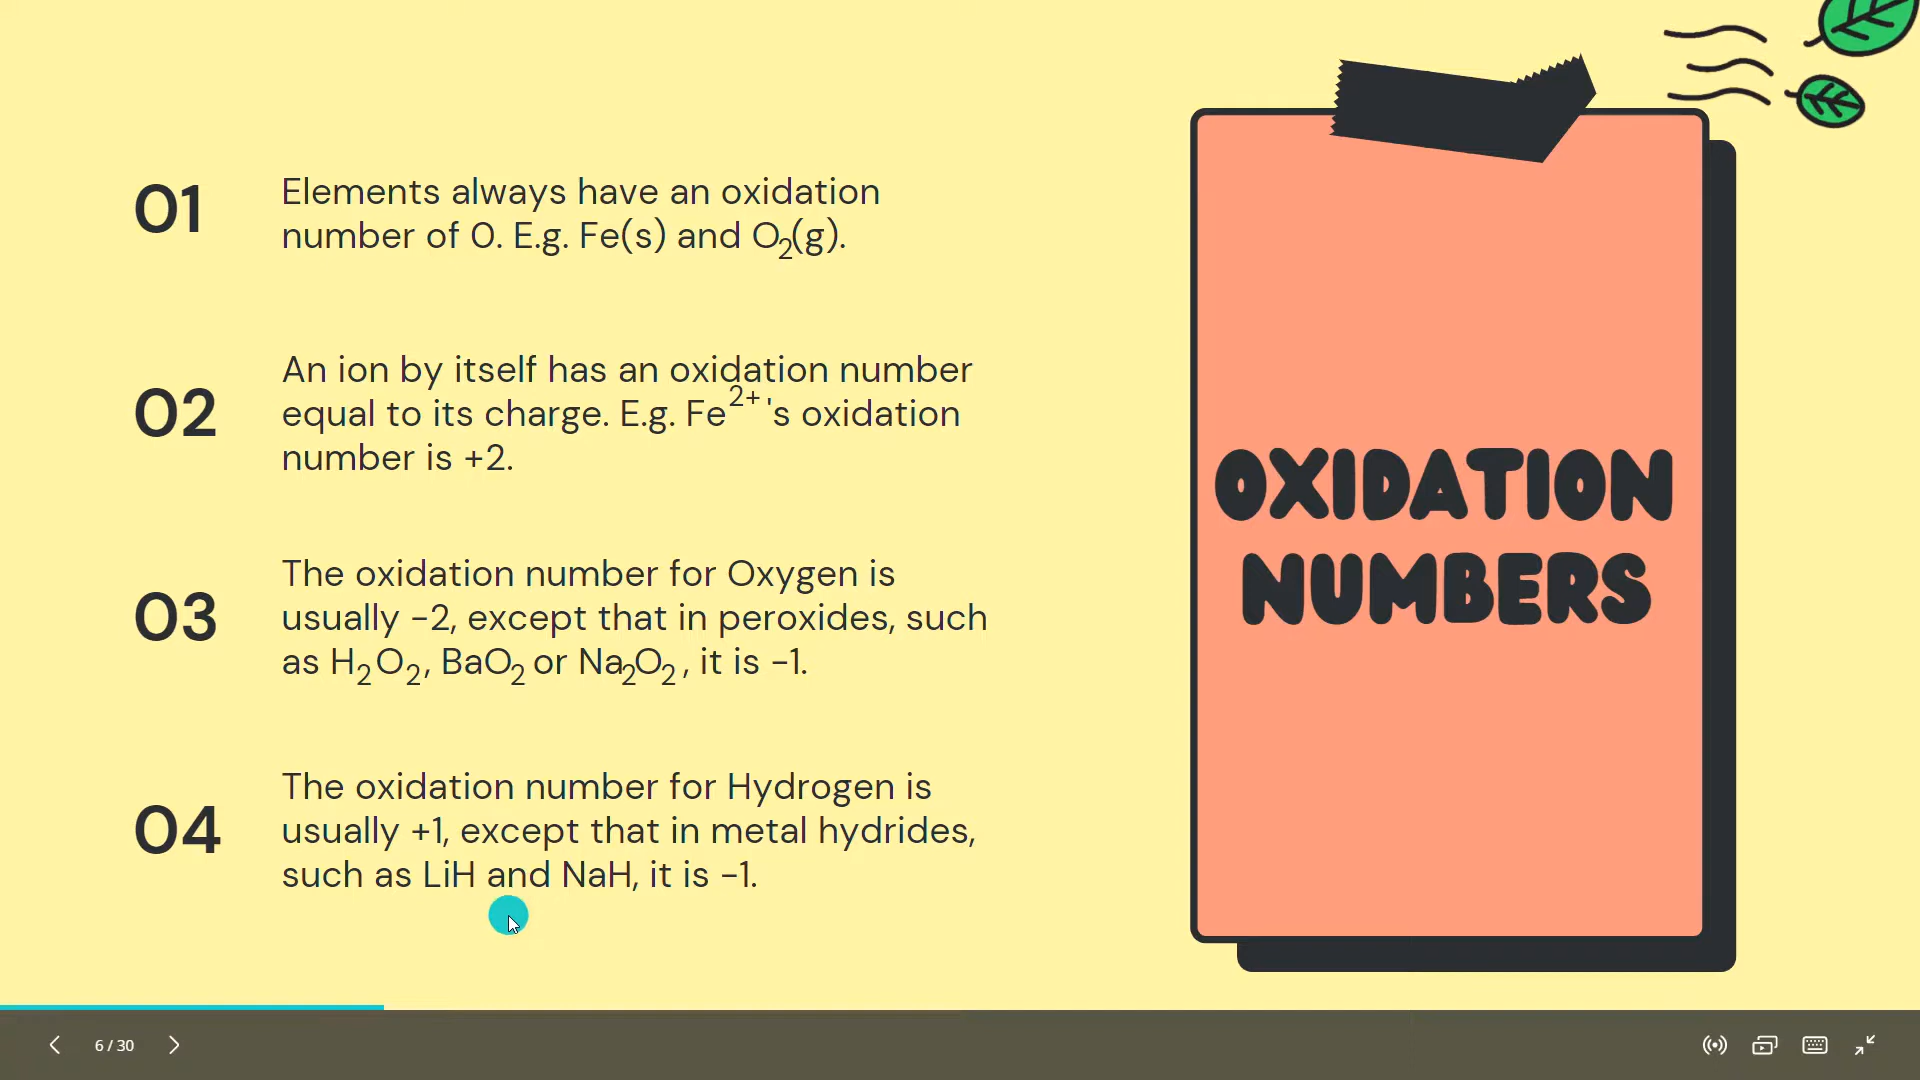 01
Elements always have an oxidation
number of 0. E.g. Fe(s) and O₂(g).
02
An ion by itself has an oxidation number
equal to its charge. E.g. Fe²⁺'s oxidation
number is +2.
03
The oxidation number for Oxygen is
usually -2, except that in peroxides, such
as H₂O₂, BaO₂ or Na₂O₂, it is -1.
04
The oxidation number for Hydrogen is
usually +1, except that in metal hydrides,
such as LiH and NaH, it is -1.
OXIDATION
NUMBERS
6 / 30